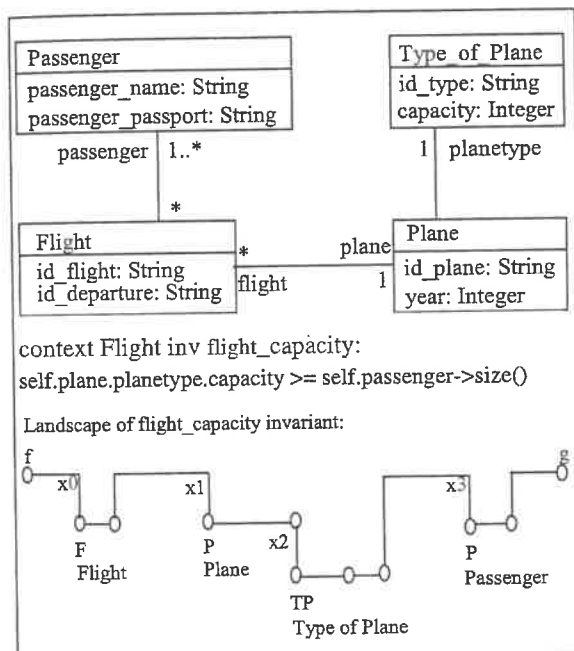 Passenger
passenger_name: String
passenger_passport: String
Type_of_Plane
id_type: String
capacity: Integer
passenger 1..*
1 planetype
*
Flight
id_flight: String
id_departure: String
*
flight
plane
1
Plane
id_plane: String
year: Integer
context Flight inv flight_capacity:
self.plane.planetype.capacity >= self.passenger->size()
Landscape of flight_capacity invariant:
f
x0
x1
x2
x3
g
F
Flight
P
Plane
TP
Type of Plane
P
Passenger